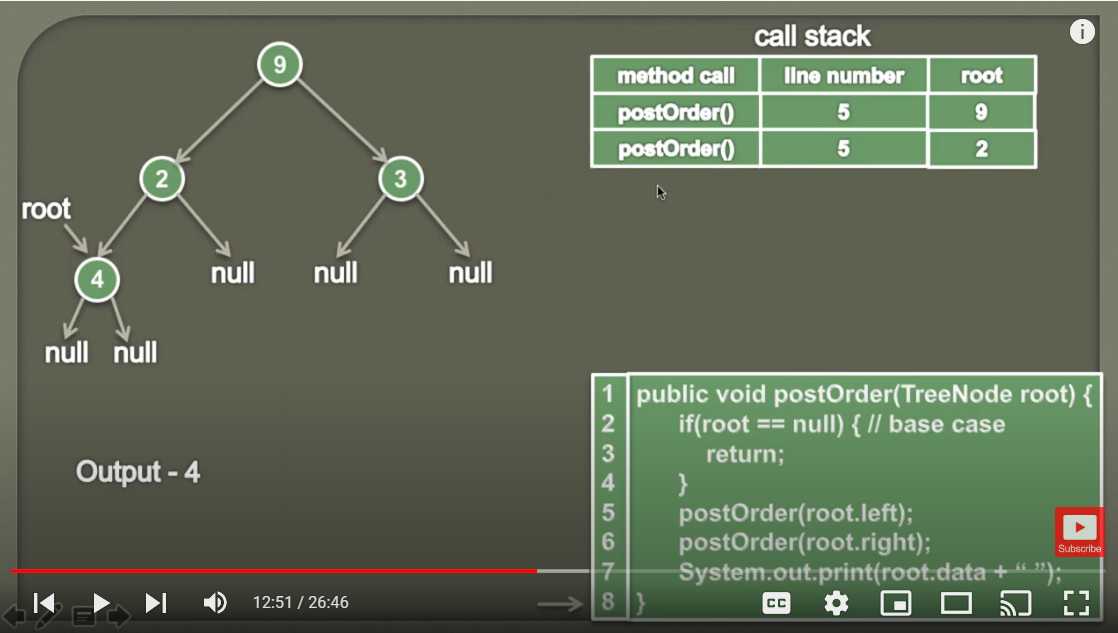 call stack
method call line number root
postOrder() 5 9
postOrder() 5 2
9
2 3
root
4
null null null
null null
Output - 4
1 public void postOrder(TreeNode root) {
2 if(root == null) { // base case
3 return;
4 }
5 postOrder(root.left);
6 postOrder(root.right);
7 System.out.print(root.data + “ ”);
8 }
Subscribe
12:51 / 26:46
CC
i